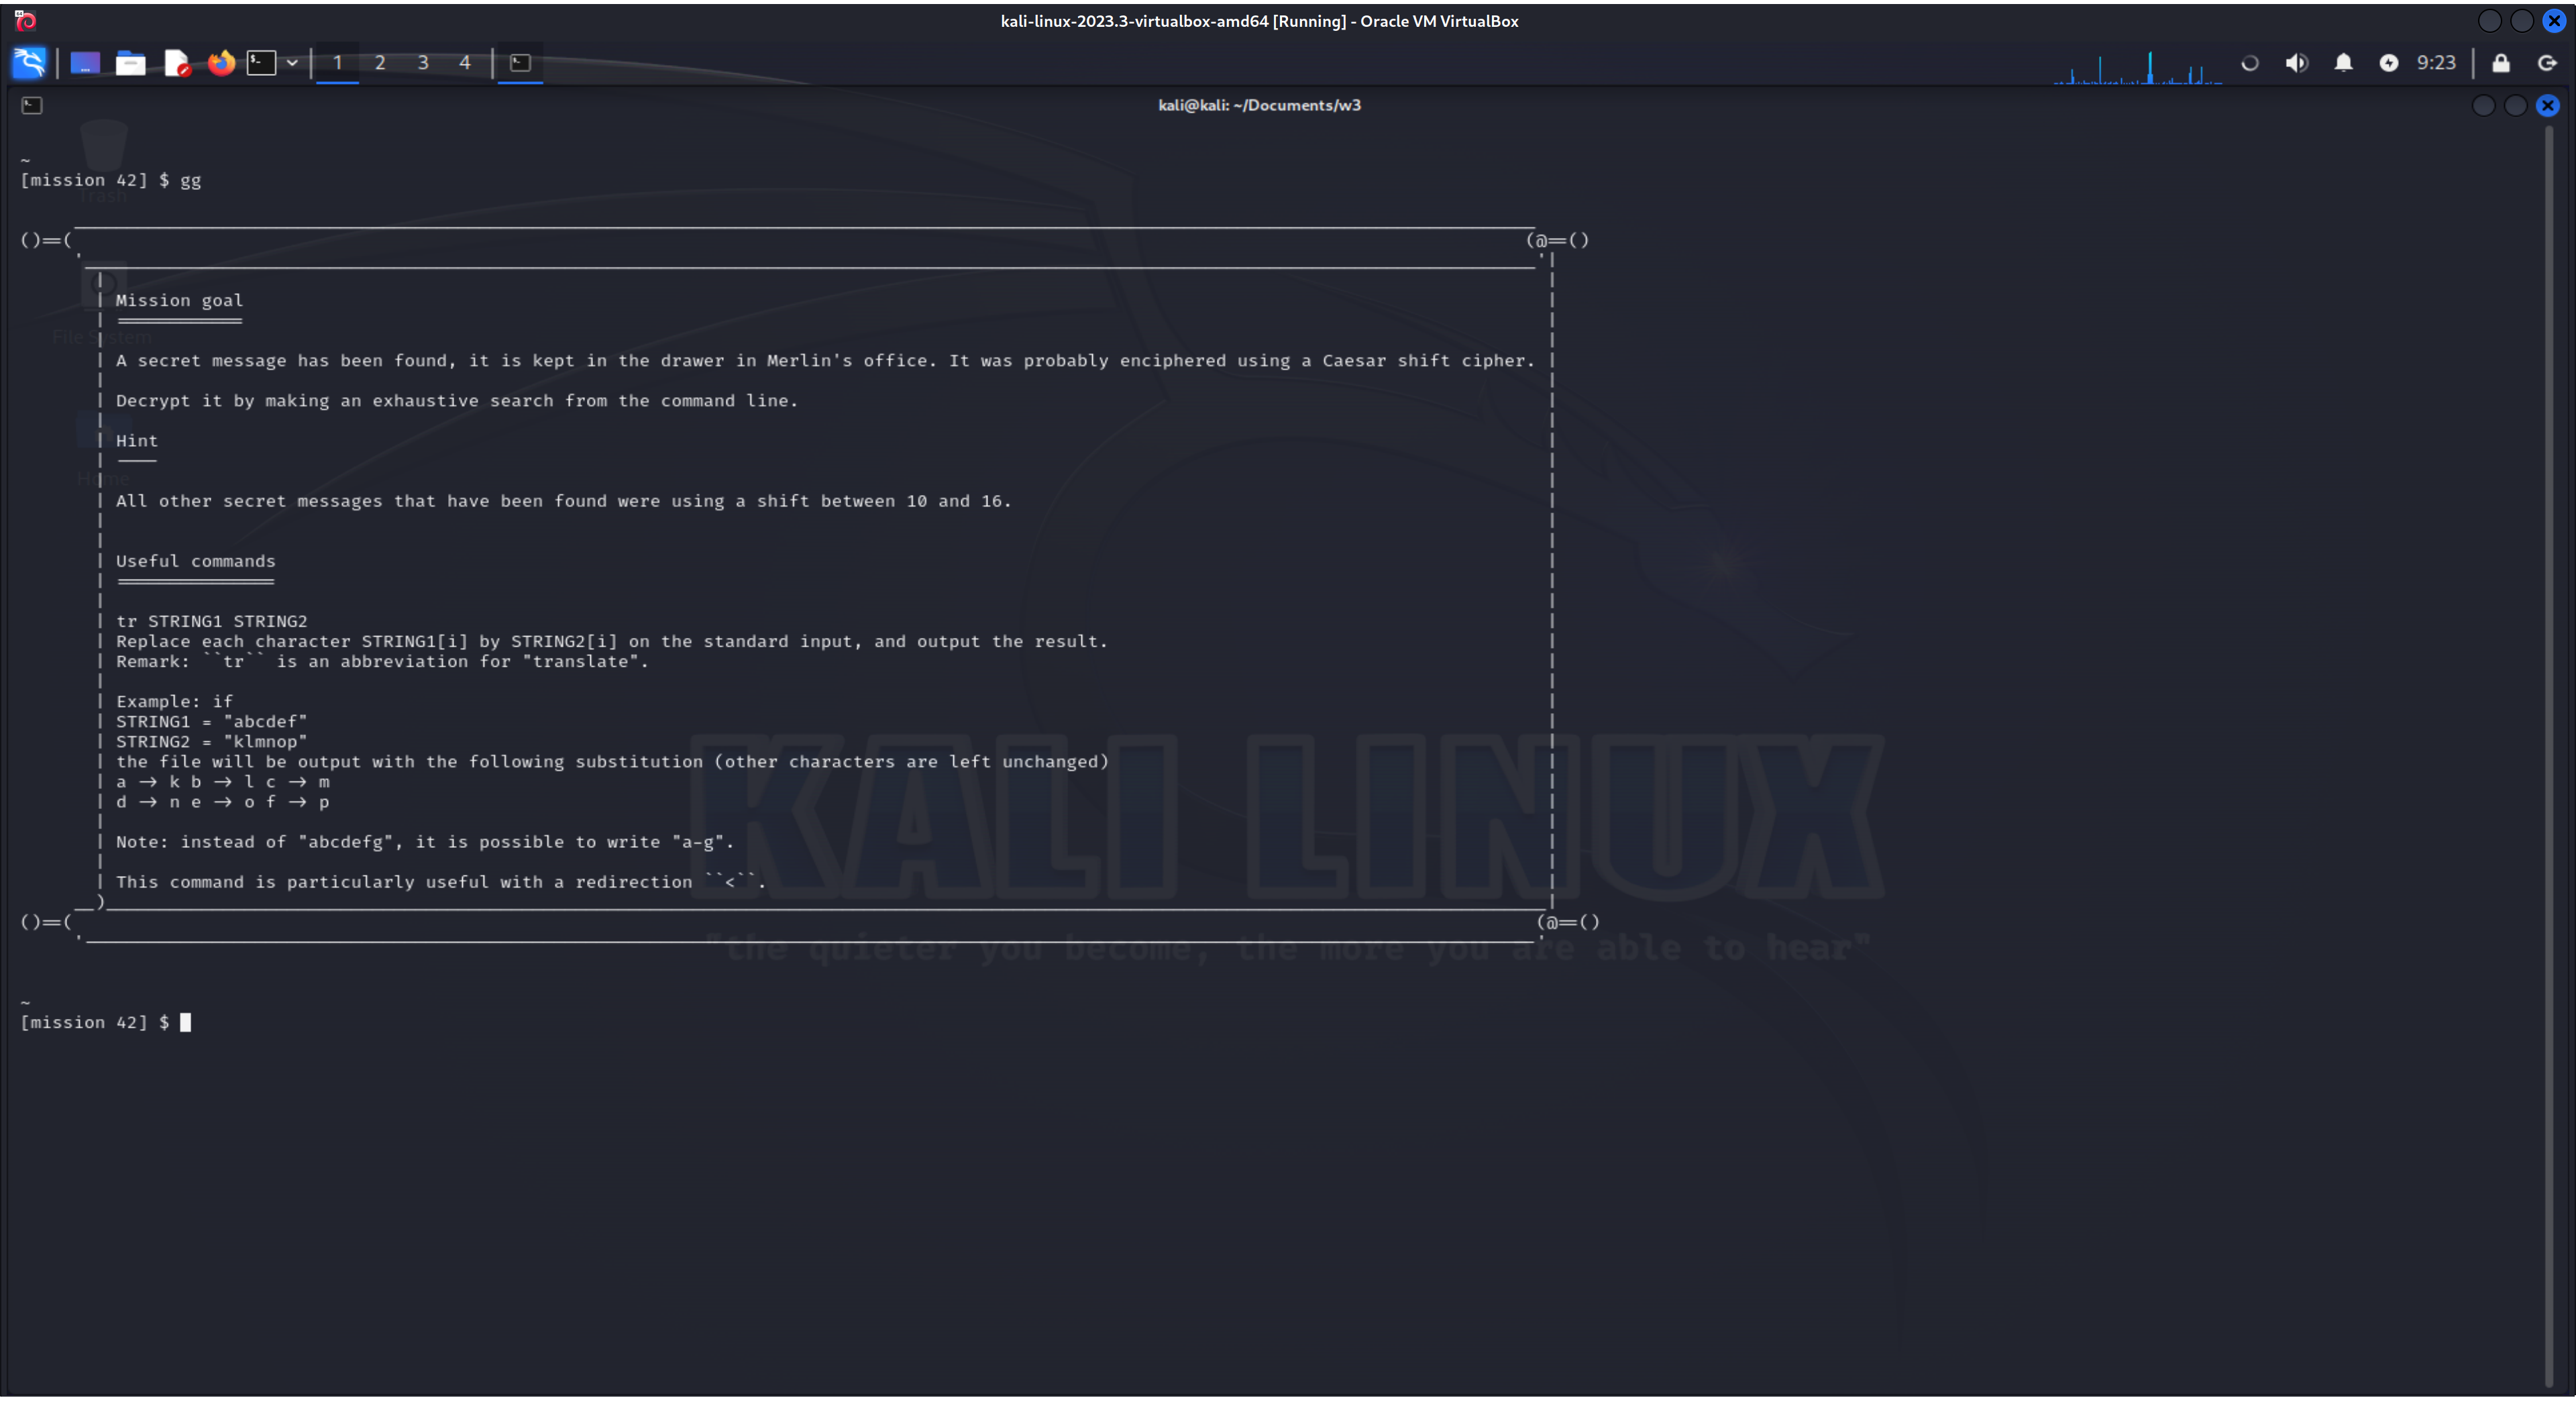 kali-linux-2023.3-virtualbox-amd64 [Running] - Oracle VM VirtualBox
1 2 3 4
9:23
kali@kali: ~/Documents/w3
Trash
File System
Home
~
[mission 42] $ gg
()==( (@==()
Mission goal
============
A secret message has been found, it is kept in the drawer in Merlin's office. It was probably enciphered using a Caesar shift cipher.
Decrypt it by making an exhaustive search from the command line.
Hint
----
All other secret messages that have been found were using a shift between 10 and 16.
Useful commands
===============
tr STRING1 STRING2
Replace each character STRING1[i] by STRING2[i] on the standard input, and output the result.
Remark: ``tr`` is an abbreviation for "translate".
Example: if
STRING1 = "abcdef"
STRING2 = "klmnop"
the file will be output with the following substitution (other characters are left unchanged)
a -> k b -> l c -> m
d -> n e -> o f -> p
Note: instead of "abcdefg", it is possible to write "a-g".
This command is particularly useful with a redirection ``<``.
()==( (@==()
KALI LINUX
"the quieter you become, the more you are able to hear"
~
[mission 42] $